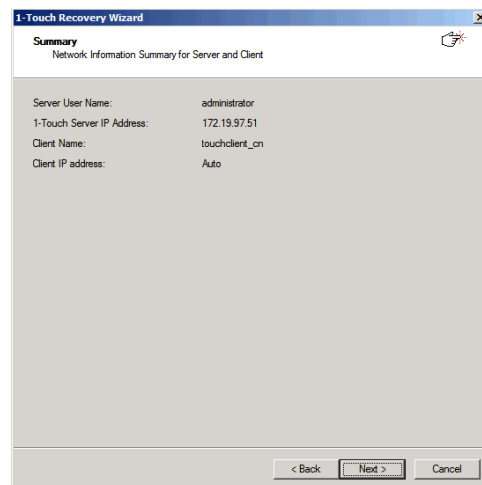 1-Touch Recovery Wizard
Summary
Network Information Summary for Server and Client
Server User Name: administrator
1-Touch Server IP Address: 172.19.97.51
Client Name: touchclient_cn
Client IP address: Auto
< Back Next > Cancel